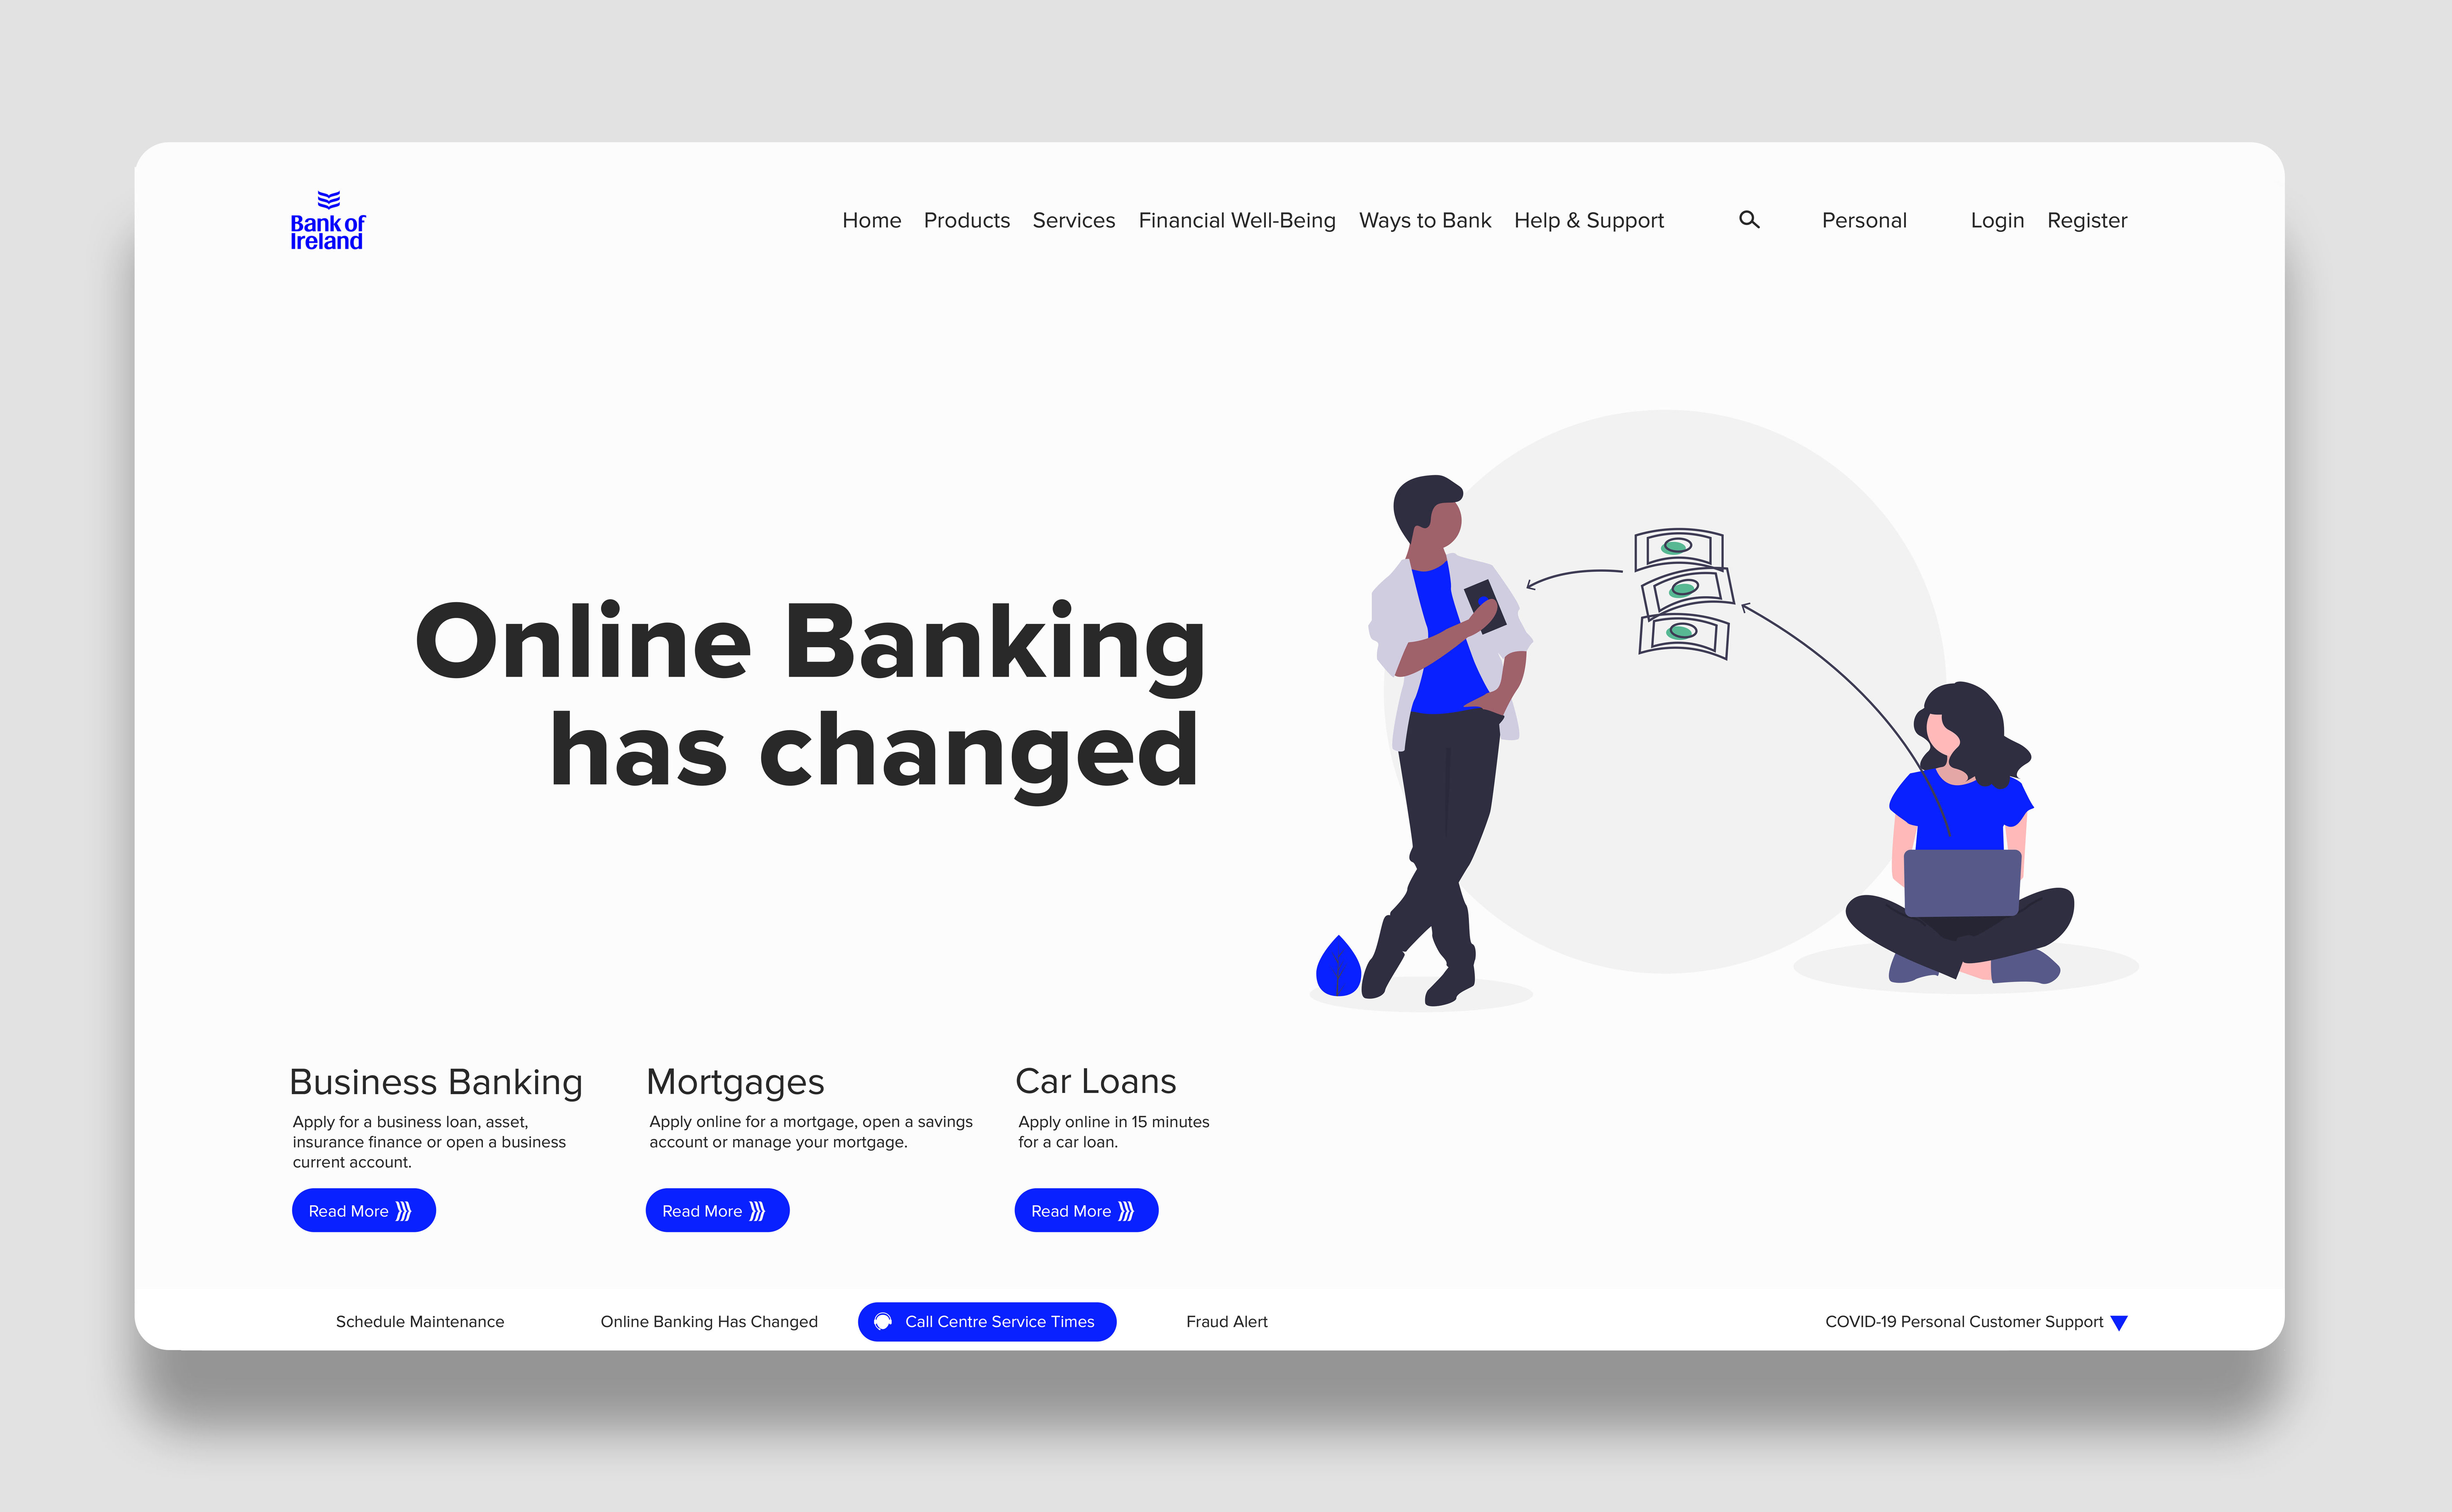 Bank of
Ireland
Home Products Services Financial Well-Being Ways to Bank Help & Support Personal Login Register
Online Banking
has changed
Business Banking
Apply for a business loan, asset,
insurance finance or open a business
current account.
Read More
Mortgages
Apply online for a mortgage, open a savings
account or manage your mortgage.
Read More
Car Loans
Apply online in 15 minutes
for a car loan.
Read More
Schedule Maintenance Online Banking Has Changed Call Centre Service Times Fraud Alert COVID-19 Personal Customer Support